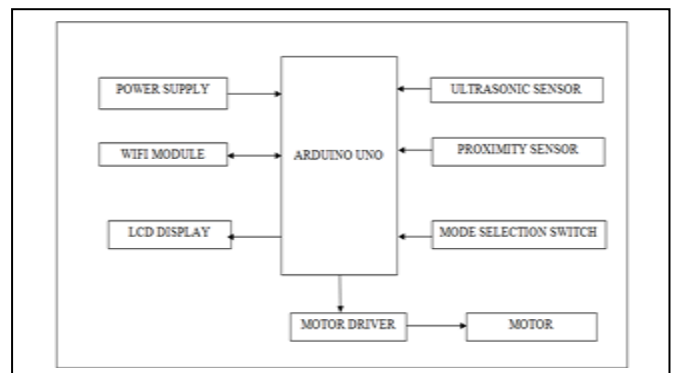 POWER SUPPLY
ULTRASONIC SENSOR
WIFI MODULE
ARDUINO UNO
PROXIMITY SENSOR
LCD DISPLAY
MODE SELECTION SWITCH
MOTOR DRIVER
MOTOR